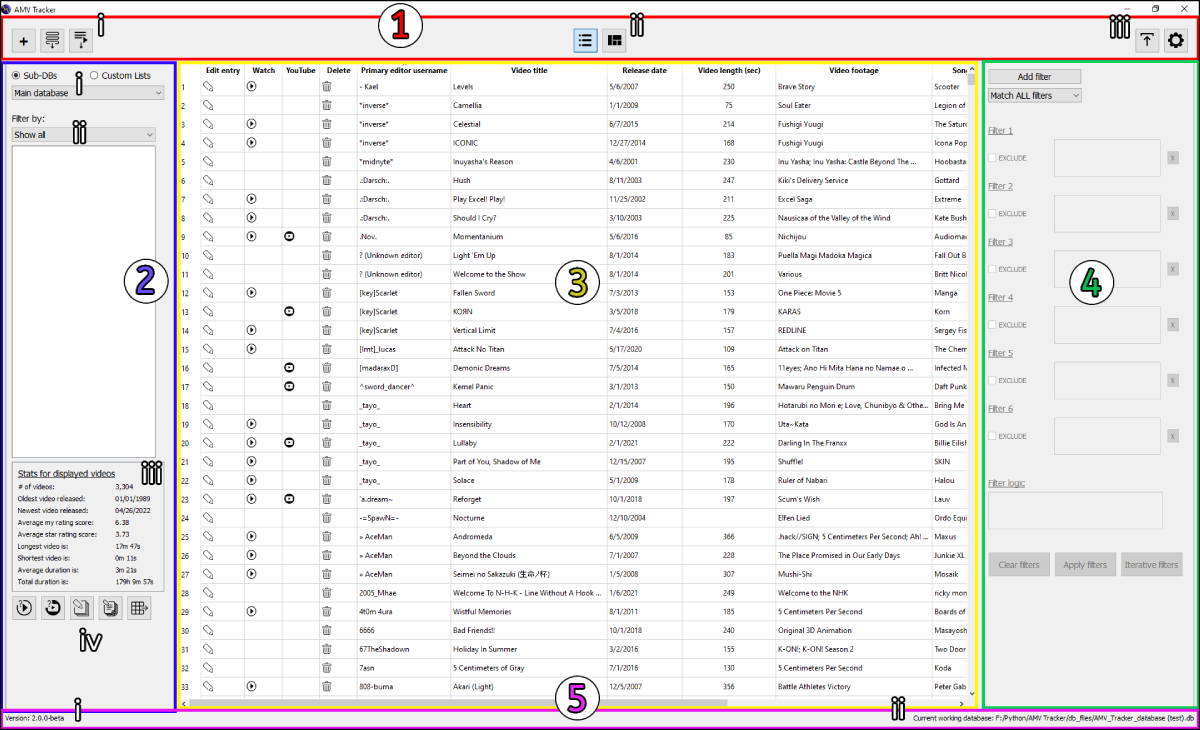 AMV Tracker
i
1
ii
iii
Sub-DBs Custom Lists
i
Main database
Filter by:
ii
Show all
2
Stats for displayed videos
iii
# of videos: 3,304
Oldest video released: 01/01/1989
Newest video released: 04/26/2022
Average my rating score: 6.38
Average star rating score: 3.73
Longest video is: 17m 47s
Shortest video is: 0m 11s
Average duration is: 3m 21s
Total duration is: 179h 9m 57s
iv
Edit entry Watch YouTube Delete Primary editor username Video title Release date Video length (sec) Video footage Song
1 - Kael Levels 5/6/2007 250 Brave Story Scooter
2 *inverse* Camellia 1/1/2009 75 Soul Eater Legion of
3 *inverse* Celestial 6/7/2015 214 Fushigi Yuugi The Satur
4 *inverse* ICONIC 12/27/2014 168 Fushigi Yuugi Icona Pop
5 *midnyte* Inuyasha's Reason 4/6/2001 230 Inu Yasha; Inu Yasha: Castle Beyond The ... Hoobasta
6 .:Darsch:. Hush 8/11/2003 247 Kiki's Delivery Service Gottard
7 .:Darsch:. Play Excel! Play! 11/25/2002 211 Excel Saga Extreme
8 .:Darsch:. Should I Cry? 3/10/2003 225 Nausicaa of the Valley of the Wind Kate Bush
9 .Nov. Momentanium 5/6/2016 85 Nichijou Audiomac
10 ? (Unknown editor) Light 'Em Up 8/1/2014 183 Puella Magi Madoka Magica Fall Out B
11 ? (Unknown editor) Welcome to the Show 8/1/2014 201 Various Britt Nicol
12 [key]Scarlet Fallen Sword 7/3/2013 153 One Piece: Movie 5 Manga
13 [key]Scarlet KOЯN 3/5/2018 179 KARAS Korn
14 [key]Scarlet Vertical Limit 7/4/2016 157 REDLINE Sergey Fis
15 [lmt]_lucas Attack No Titan 5/17/2020 109 Attack on Titan The Chem
16 [madaraxD] Demonic Dreams 7/5/2014 165 11eyes; Ano Hi Mita Hana no Namae o ... Infected M
17 ^sword_dancer^ Kernel Panic 3/1/2013 150 Mawaru Penguin Drum Daft Punk
18 _tayo_ Heart 2/1/2014 196 Hotarubi no Mori e; Love, Chunibyo & Othe... Bring Me
19 _tayo_ Insensibility 10/12/2008 170 Uta~Kata God Is An
20 _tayo_ Lullaby 2/1/2021 222 Darling In The Franxx Billie Eilish
21 _tayo_ Part of You, Shadow of Me 12/15/2007 195 Shuffle! SKIN
22 _tayo_ Solace 5/1/2009 178 Ruler of Nabari Halou
23 'a.dream~ Reforget 10/1/2018 197 Scum's Wish Lauv
24 -=SpawN=- Nocturne 12/10/2004 Elfen Lied Ordo Equi
25 » AceMan Andromeda 6/5/2009 366 .hack//SIGN; 5 Centimeters Per Second; Ah! ... Maxus
26 » AceMan Beyond the Clouds 7/1/2007 228 The Place Promised in Our Early Days Junkie XL
27 » AceMan Seimei no Sakazuki (生命ノ杯) 1/5/2008 307 Mushi-Shi Mosaik
28 2005_Mhae Welcome To N-H-K - Line Without A Hook ... 1/6/2021 249 Welcome to the NHK ricky mon
29 4t0m 4ura Wistful Memories 8/1/2011 185 5 Centimeters Per Second Boards of
30 6666 Bad Friends!! 10/1/2018 240 Original 3D Animation Masayosh
31 67TheShadown Holiday In Summer 3/2/2016 155 K-ON!; K-ON! Season 2 Two Door
32 7asn 5 Centimeters of Gray 7/1/2016 130 5 Centimeters Per Second Koda
33 808-buma Akari (Light) 12/5/2007 356 Battle Athletes Victory Peter Gab
3
Add filter
Match ALL filters
Filter 1
EXCLUDE x
Filter 2
EXCLUDE x
Filter 3
EXCLUDE x
4
Filter 4
EXCLUDE x
Filter 5
EXCLUDE x
Filter 6
EXCLUDE x
Filter logic
Clear filters Apply filters Iterative filters
i
5
ii
Version: 2.0.0-beta
Current working database: F:/Python/AMV Tracker/db_files/AMV_Tracker_database (test).db